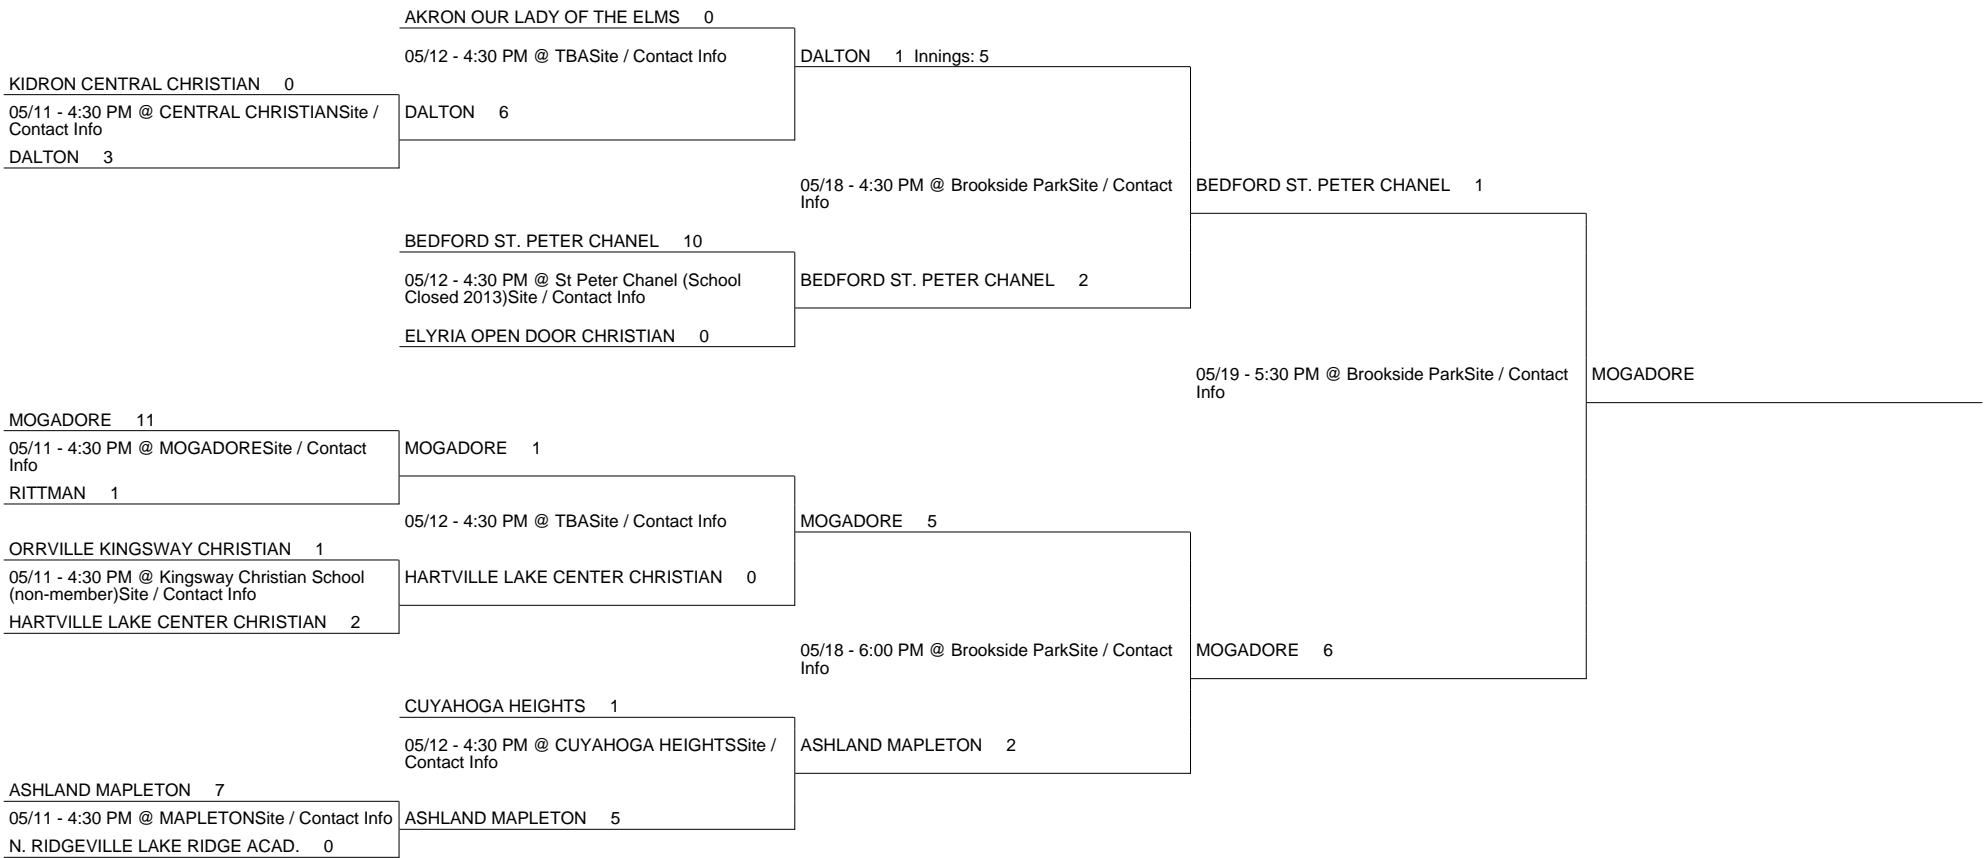 AKRON OUR LADY OF THE ELMS 0
05/12 - 4:30 PM @ TBASite / Contact Info
DALTON 1 Innings: 5
KIDRON CENTRAL CHRISTIAN 0
05/11 - 4:30 PM @ CENTRAL CHRISTIANSite /
Contact Info
DALTON 6
DALTON 3
05/18 - 4:30 PM @ Brookside ParkSite / Contact
Info
BEDFORD ST. PETER CHANEL 1
BEDFORD ST. PETER CHANEL 10
05/12 - 4:30 PM @ St Peter Chanel (School
Closed 2013)Site / Contact Info
BEDFORD ST. PETER CHANEL 2
ELYRIA OPEN DOOR CHRISTIAN 0
05/19 - 5:30 PM @ Brookside ParkSite / Contact
Info
MOGADORE
MOGADORE 11
05/11 - 4:30 PM @ MOGADORESite / Contact
Info
MOGADORE 1
RITTMAN 1
05/12 - 4:30 PM @ TBASite / Contact Info
MOGADORE 5
ORRVILLE KINGSWAY CHRISTIAN 1
05/11 - 4:30 PM @ Kingsway Christian School
(non-member)Site / Contact Info
HARTVILLE LAKE CENTER CHRISTIAN 0
HARTVILLE LAKE CENTER CHRISTIAN 2
05/18 - 6:00 PM @ Brookside ParkSite / Contact
Info
MOGADORE 6
CUYAHOGA HEIGHTS 1
05/12 - 4:30 PM @ CUYAHOGA HEIGHTSSite /
Contact Info
ASHLAND MAPLETON 2
ASHLAND MAPLETON 7
05/11 - 4:30 PM @ MAPLETONSite / Contact Info
ASHLAND MAPLETON 5
N. RIDGEVILLE LAKE RIDGE ACAD. 0